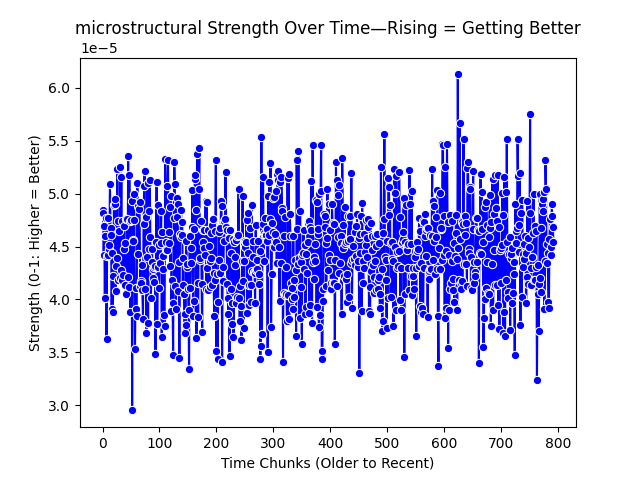 microstructural Strength Over Time—Rising = Getting Better
1e−5
6.0
5.5
5.0
4.5
4.0
3.5
3.0
Strength (0-1: Higher = Better)
0 100 200 300 400 500 600 700 800
Time Chunks (Older to Recent)